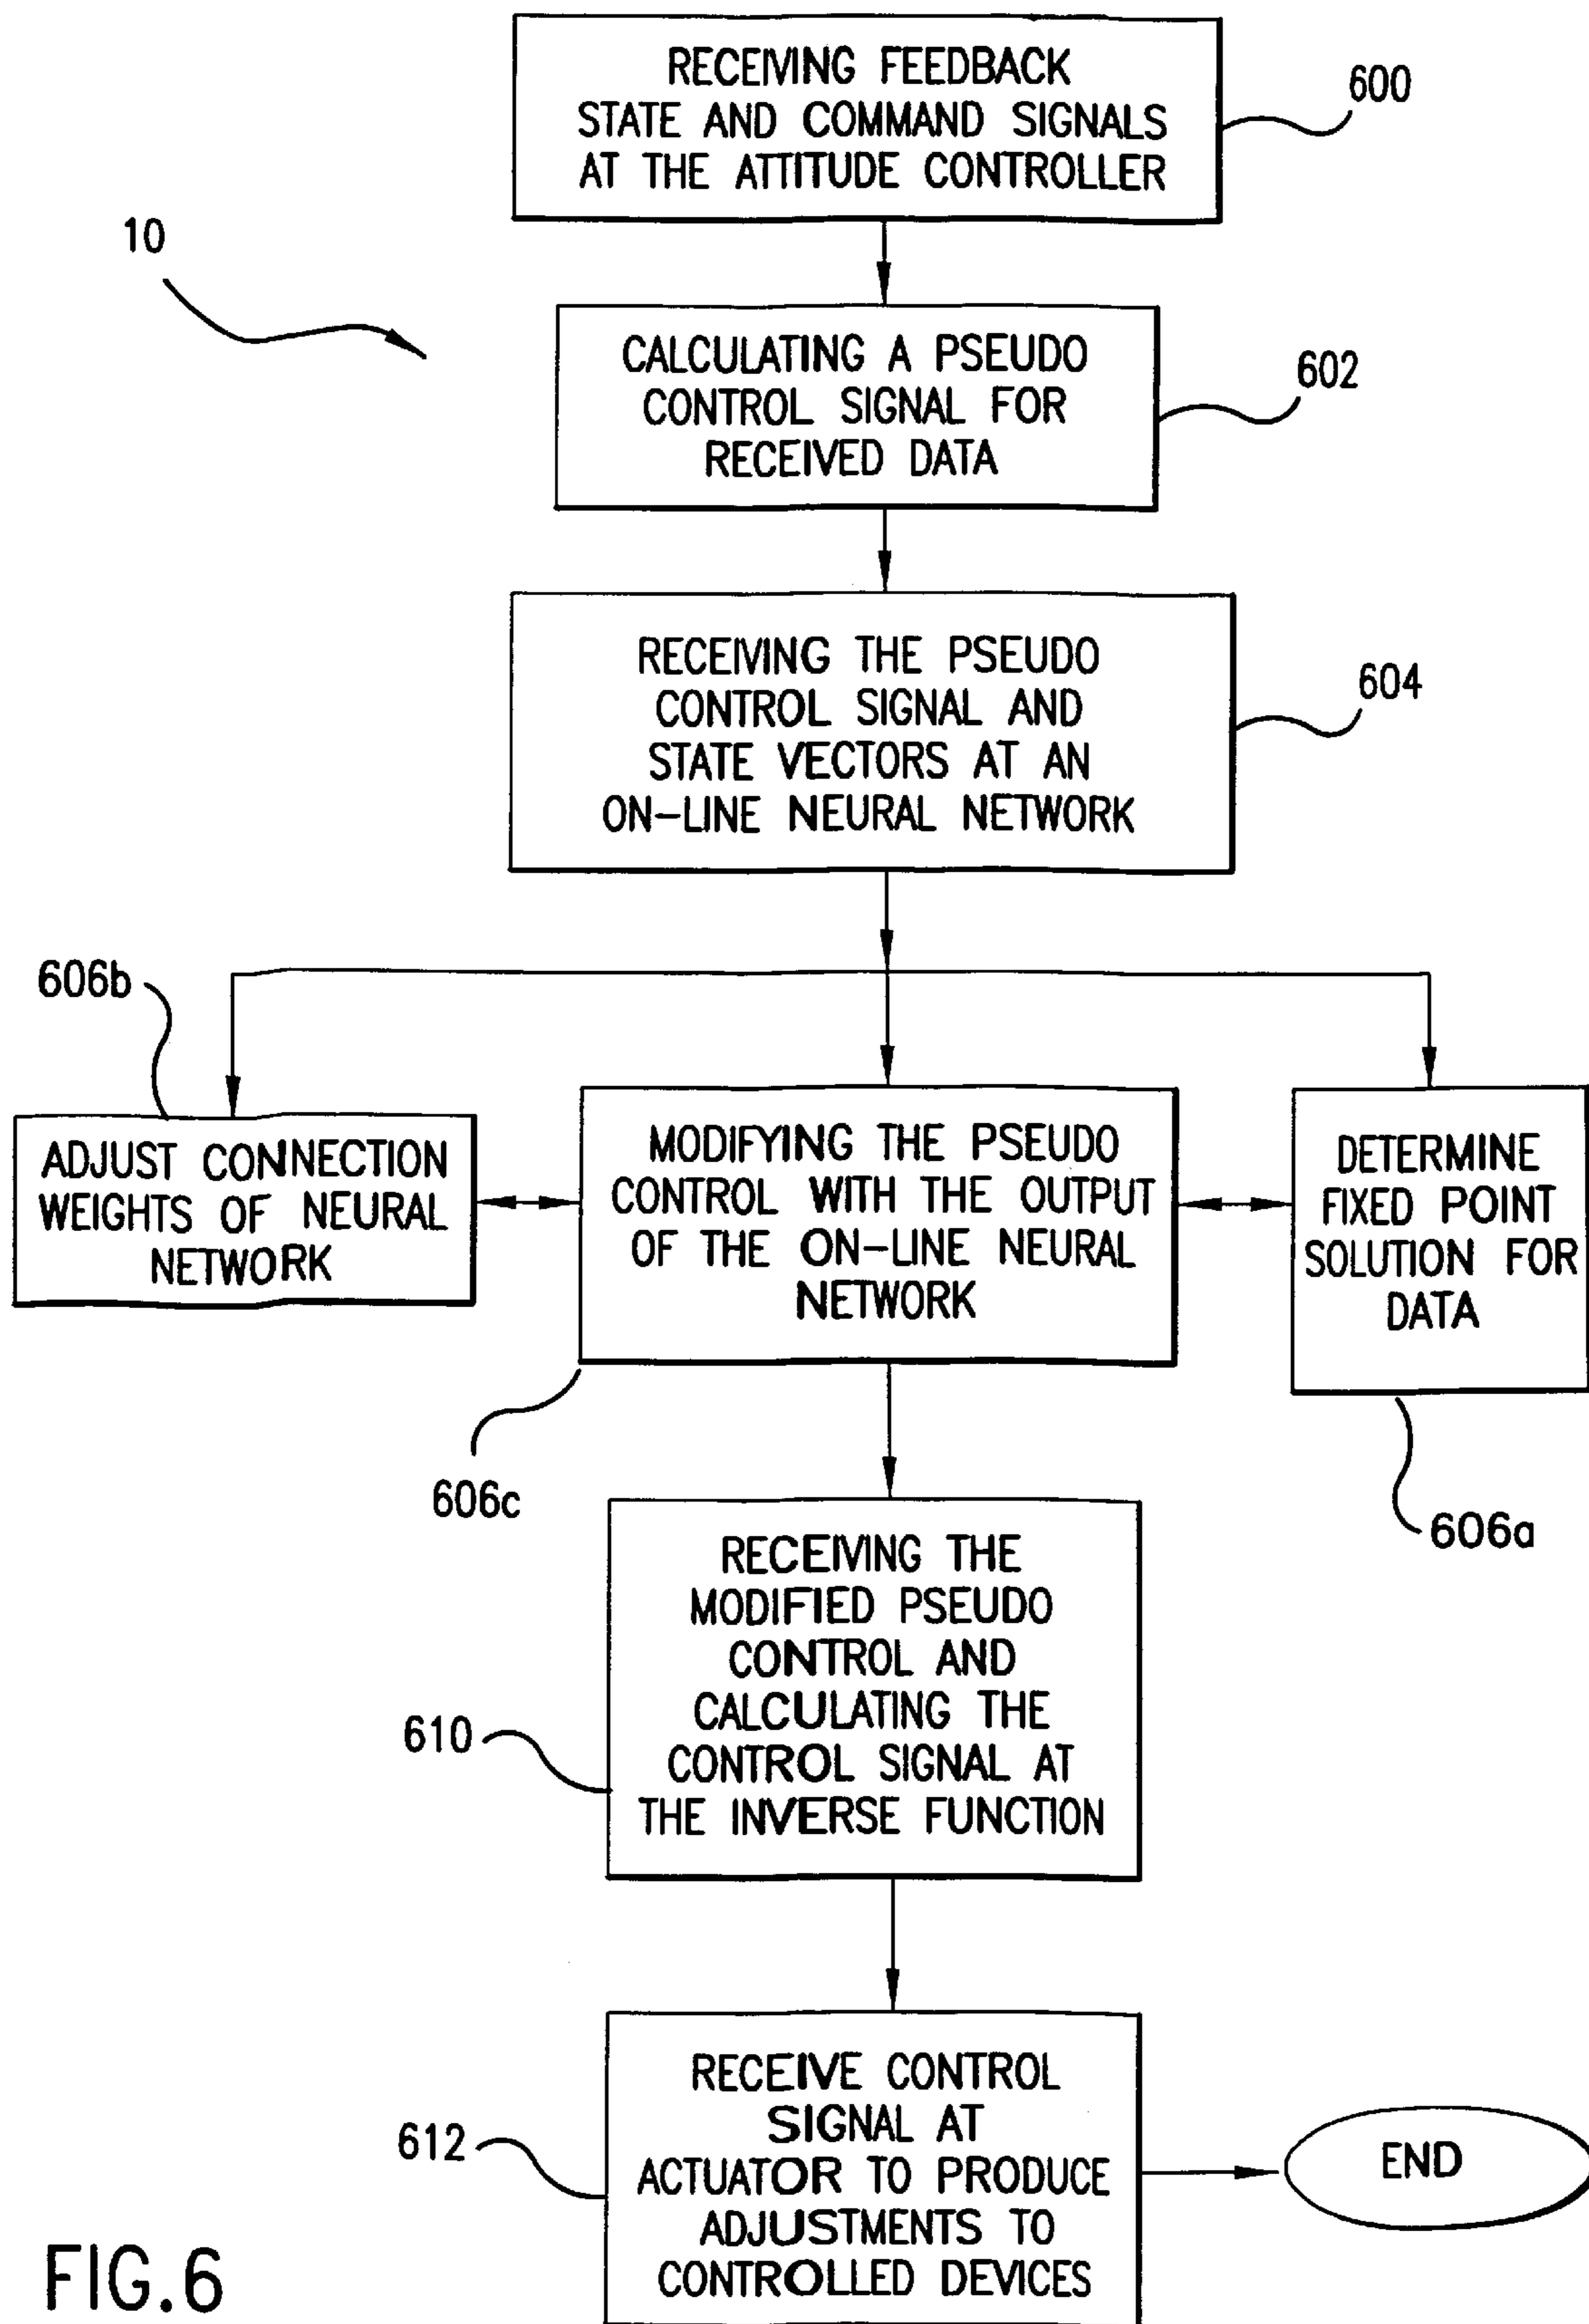 RECEIVING FEEDBACK
STATE AND COMMAND SIGNALS
AT THE ATTITUDE CONTROLLER
600
10
CALCULATING A PSEUDO
CONTROL SIGNAL FOR
RECEIVED DATA
602
RECEIVING THE PSEUDO
CONTROL SIGNAL AND
STATE VECTORS AT AN
ON-LINE NEURAL NETWORK
604
606b
ADJUST CONNECTION
WEIGHTS OF NEURAL
NETWORK
MODIFYING THE PSEUDO
CONTROL WITH THE OUTPUT
OF THE ON-LINE NEURAL
NETWORK
606c
DETERMINE
FIXED POINT
SOLUTION FOR
DATA
606a
RECEIVING THE
MODIFIED PSEUDO
CONTROL AND
CALCULATING THE
CONTROL SIGNAL AT
THE INVERSE FUNCTION
610
RECEIVE CONTROL
SIGNAL AT
ACTUATOR TO PRODUCE
ADJUSTMENTS TO
CONTROLLED DEVICES
612
END
FIG.6